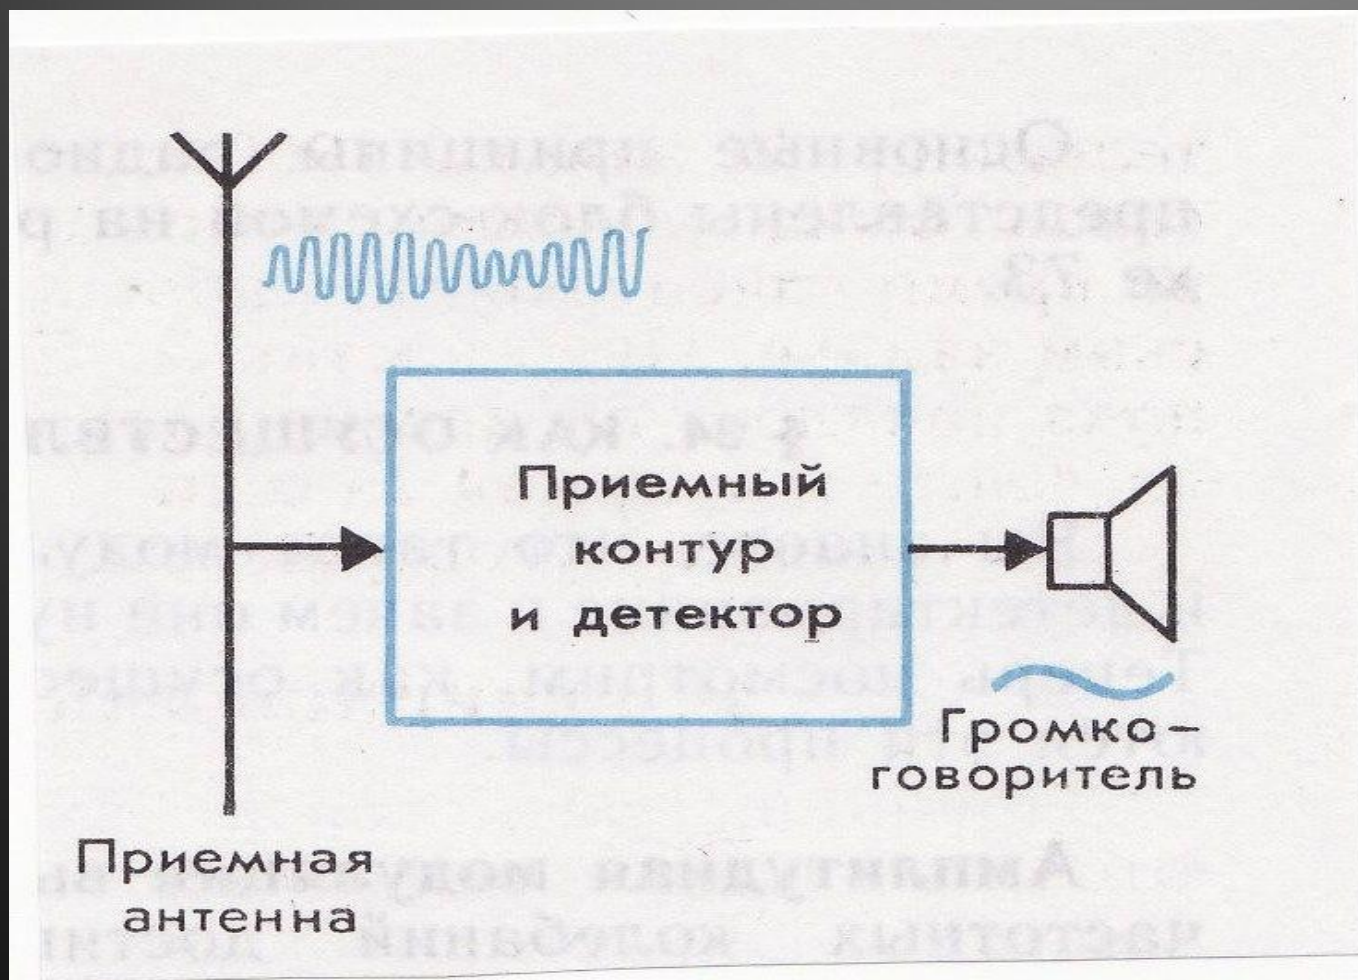 Приемный
контур
и детектор
Громко-
говоритель
Приемная
антенна